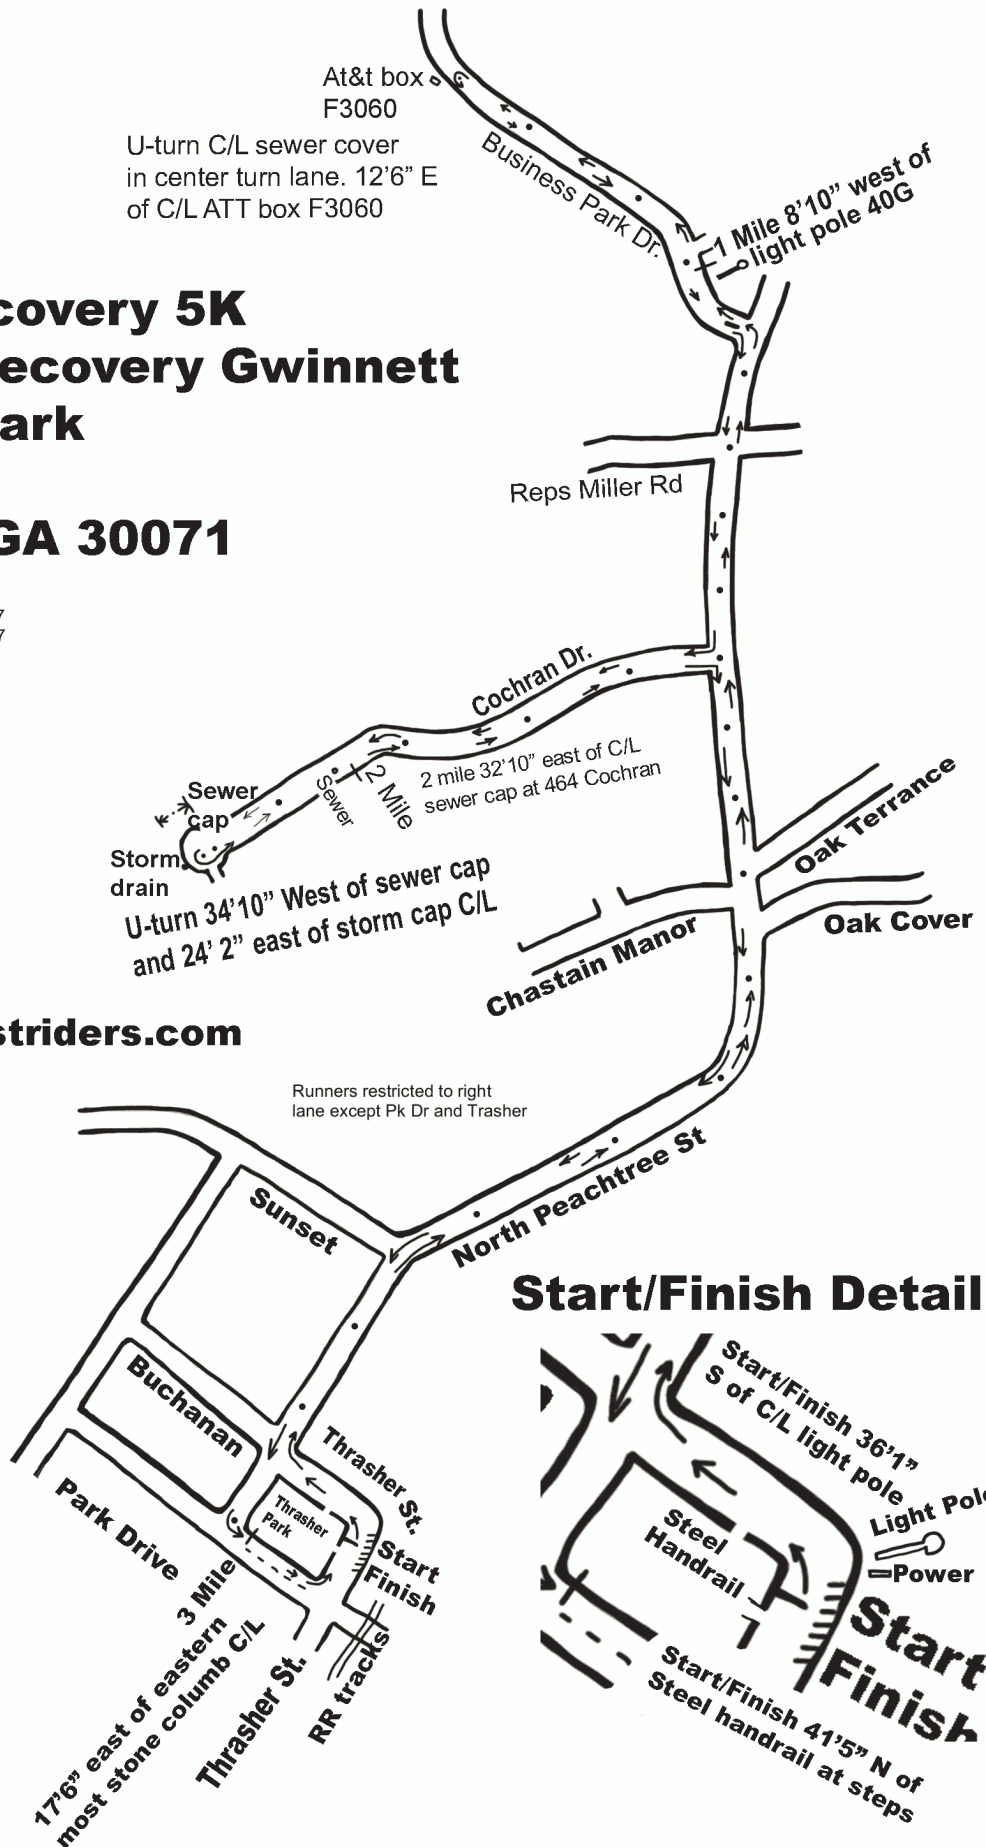 At&t box
F3060
U-turn C/L sewer cover
in center turn lane. 12'6” E
of C/L ATT box F3060
Business Park Dr.
1 Mile 8'10” west of
light pole 40G
covery 5K
ecovery Gwinnett
ark
Reps Miller Rd
GA 30071
7
7
Cochran Dr.
2 mile 32'10” east of C/L
sewer cap at 464 Cochran
Sewer
2 Mile
Sewer
cap
Storm
drain
U-turn 34'10” West of sewer cap
and 24' 2” east of storm cap C/L
Oak Terrance
Oak Cover
Chastain Manor
striders.com
Runners restricted to right
lane except Pk Dr and Trasher
North Peachtree St
Sunset
Start/Finish Detail
Buchanan
Thrasher St.
Thrasher
Park
Park Drive
Start
Finish
3 Mile
17'6” east of eastern
most stone columb C/L
Thrasher St.
RR tracks
Start/Finish 36'1”
S of C/L light pole
Light Pol
Power
Steel
Handrail
Start
Finish
Start/Finish 41'5” N of
Steel handrail at steps